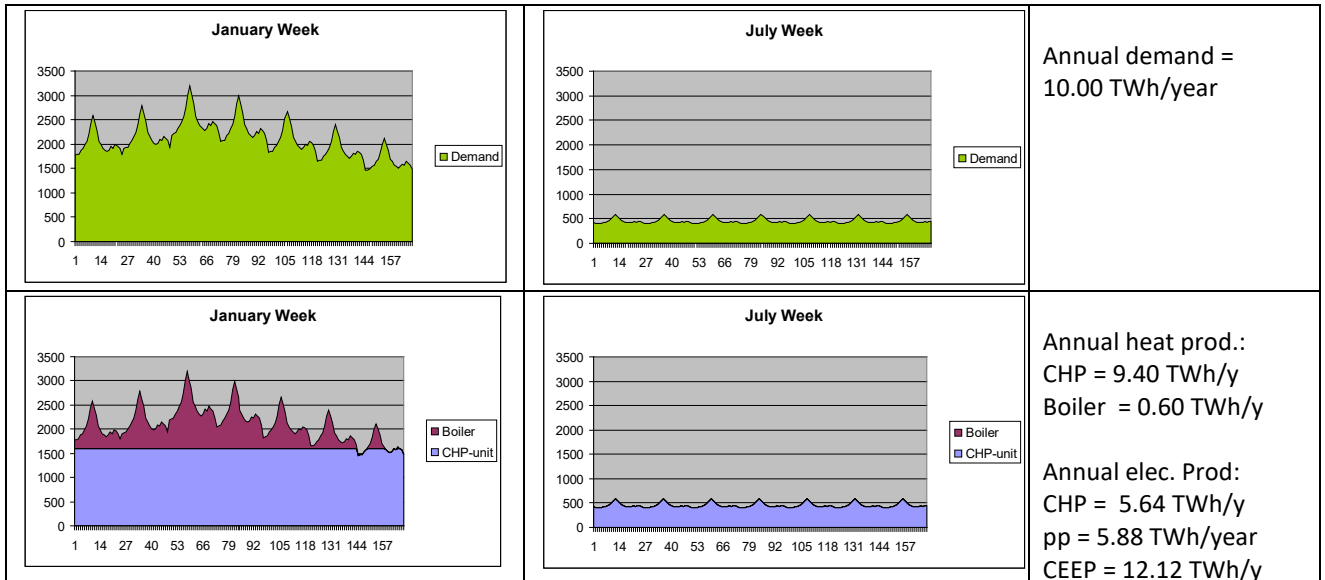 January Week
3500
3000
2500
2000
1500
1000
500
0
1 14 27 40 53 66 79 92 105 118 131 144 157
Demand
July Week
3500
3000
2500
2000
1500
1000
500
0
1 14 27 40 53 66 79 92 105 118 131 144 157
Demand
Annual demand =
10.00 TWh/year
January Week
3500
3000
2500
2000
1500
1000
500
0
1 14 27 40 53 66 79 92 105 118 131 144 157
Boiler
CHP-unit
July Week
3500
3000
2500
2000
1500
1000
500
0
1 14 27 40 53 66 79 92 105 118 131 144 157
Boiler
CHP-unit
Annual heat prod.:
CHP = 9.40 TWh/y
Boiler = 0.60 TWh/y
Annual elec. Prod:
CHP = 5.64 TWh/y
pp = 5.88 TWh/year
CEEP = 12.12 TWh/y